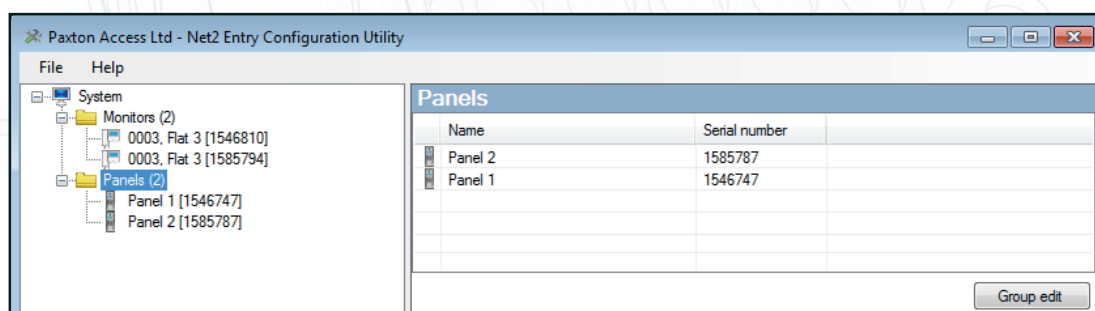 Paxton Access Ltd - Net2 Entry Configuration Utility
File Help
System
Monitors (2)
0003, Flat 3 [1546810]
0003, Flat 3 [1585794]
Panels (2)
Panel 1 [1546747]
Panel 2 [1585787]
Panels
Name Serial number
Panel 2 1585787
Panel 1 1546747
Group edit